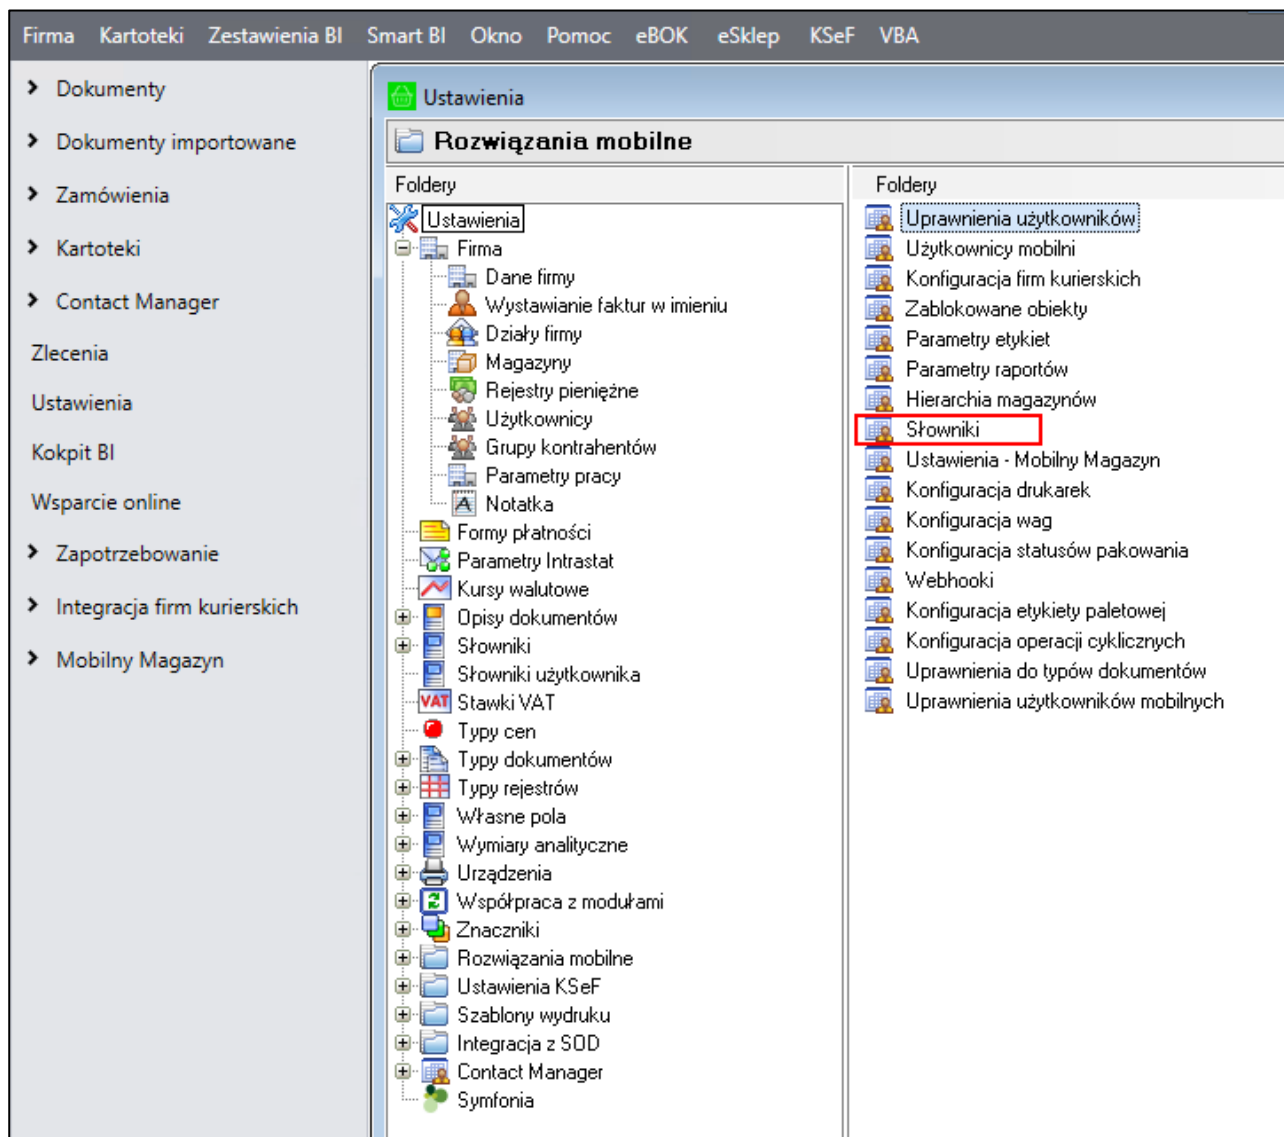 Firma Kartoteki Zestawienia BI Smart BI Okno Pomoc eBOK eSklep KSeF VBA
Dokumenty
Dokumenty importowane
Zamówienia
Kartoteki
Contact Manager
Zlecenia
Ustawienia
Kokpit BI
Wsparcie online
Zapotrzebowanie
Integracja firm kurierskich
Mobilny Magazyn
Ustawienia
Rozwiązania mobilne
Foldery
Ustawienia
Firma
Dane firmy
Wystawianie faktur w imieniu
Działy firmy
Magazyny
Rejestry pieniężne
Użytkownicy
Grupy kontrahentów
Parametry pracy
Notatka
Formy płatności
Parametry Intrastat
Kursy walutowe
Opisy dokumentów
Słowniki
Słowniki użytkownika
VAT Stawki VAT
Typy cen
Typy dokumentów
Typy rejestrów
Własne pola
Wymiary analityczne
Urządzenia
Współpraca z modułami
Znaczniki
Rozwiązania mobilne
Ustawienia KSeF
Szablony wydruku
Integracja z SOD
Contact Manager
Symfonia
Foldery
Uprawnienia użytkowników
Użytkownicy mobilni
Konfiguracja firm kurierskich
Zablokowane obiekty
Parametry etykiet
Parametry raportów
Hierarchia magazynów
Słowniki
Ustawienia - Mobilny Magazyn
Konfiguracja drukarek
Konfiguracja wag
Konfiguracja statusów pakowania
Webhooki
Konfiguracja etykiety paletowej
Konfiguracja operacji cyklicznych
Uprawnienia do typów dokumentów
Uprawnienia użytkowników mobilnych